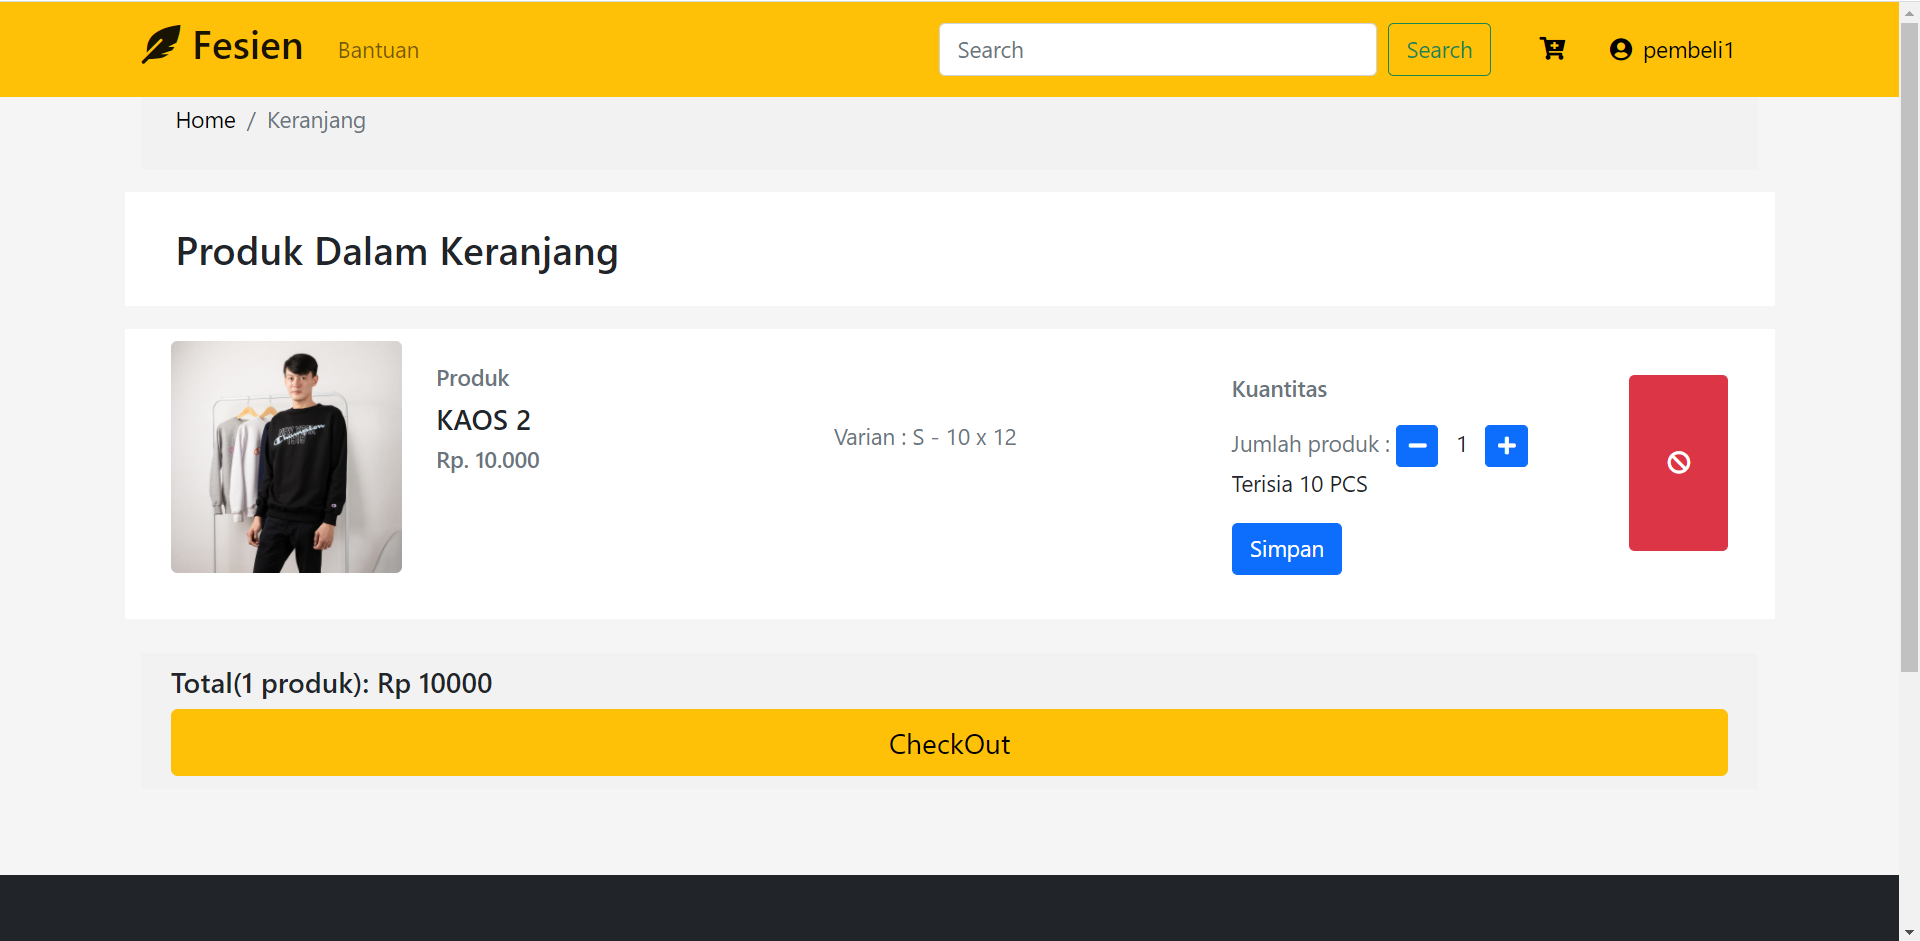 Fesien
Bantuan
Search
Search
pembeli1
Home / Keranjang
Produk Dalam Keranjang
Produk
KAOS 2
Rp. 10.000
Varian : S - 10 x 12
Kuantitas
Jumlah produk : 1
Terisia 10 PCS
Simpan
Total(1 produk): Rp 10000
CheckOut